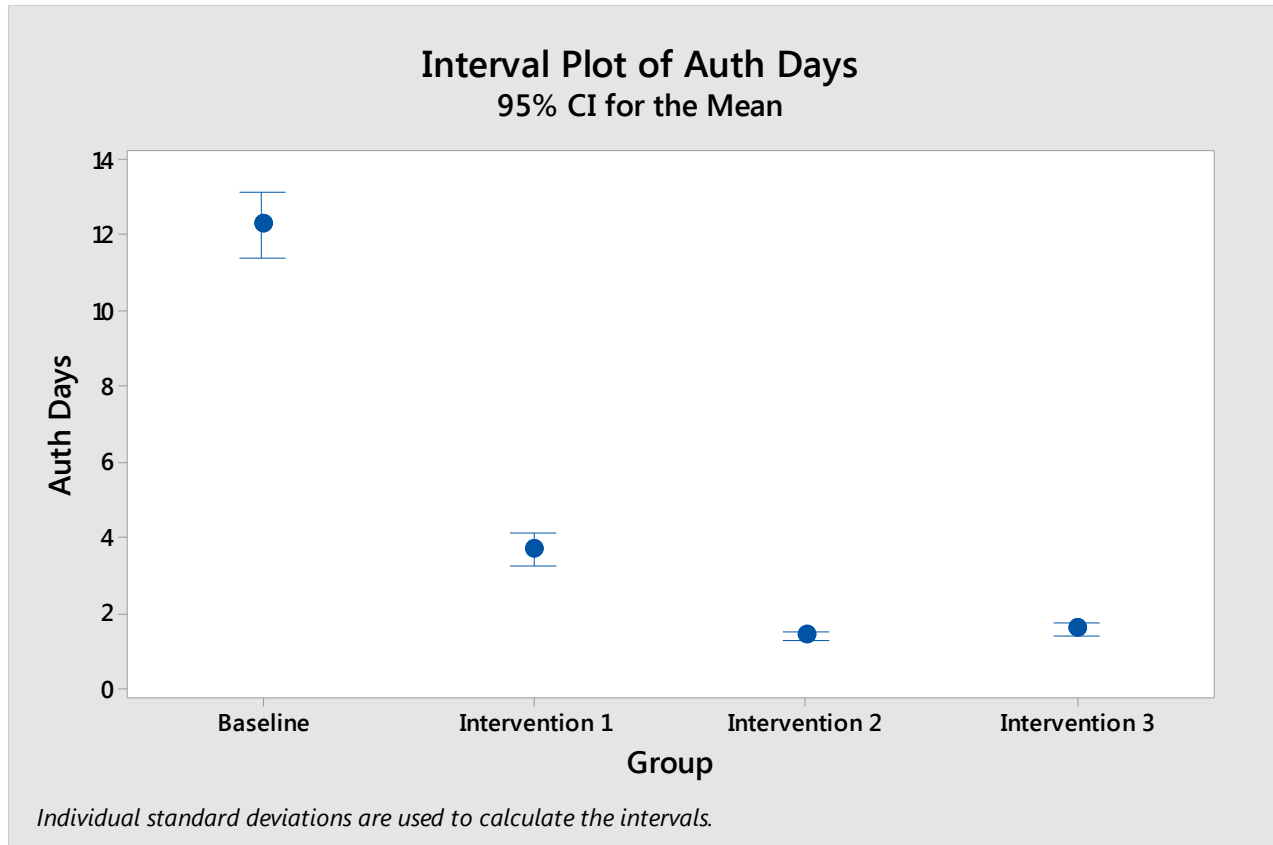 Interval Plot of Auth Days
95% CI for the Mean
14
12
10
8
6
4
2
0
Auth Days
Baseline Intervention 1 Intervention 2 Intervention 3
Group
Individual standard deviations are used to calculate the intervals.